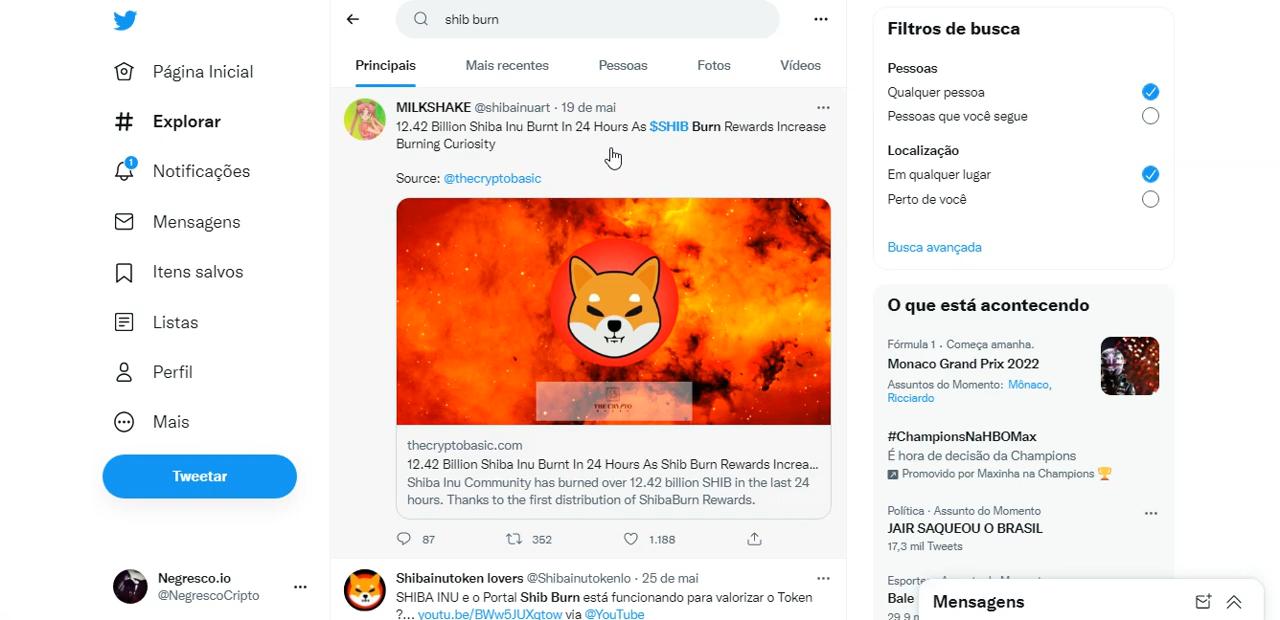 Página Inicial
Explorar
1
Notificações
Mensagens
Itens salvos
Listas
Perfil
Mais
Tweetar
Negresco.io
@NegrescoCripto
shib burn
Principais
Mais recentes
Pessoas
Fotos
Vídeos
MILKSHAKE @shibainuart · 19 de mai
12.42 Billion Shiba Inu Burnt In 24 Hours As $SHIB Burn Rewards Increase
Burning Curiosity
Source: @thecryptobasic
THE CRYPTO
BASIC
thecryptobasic.com
12.42 Billion Shiba Inu Burnt In 24 Hours As Shib Burn Rewards Increa...
Shiba Inu Community has burned over 12.42 billion SHIB in the last 24
hours. Thanks to the first distribution of ShibaBurn Rewards.
87
352
1.188
Shibainutoken lovers @Shibainutokenlo · 25 de mai
SHIBA INU e o Portal Shib Burn está funcionando para valorizar o Token
?... youtu.be/BWw5JUXqtow via @YouTube
Filtros de busca
Pessoas
Qualquer pessoa
Pessoas que você segue
Localização
Em qualquer lugar
Perto de você
Busca avançada
O que está acontecendo
Fórmula 1 · Começa amanhã.
Monaco Grand Prix 2022
Assuntos do Momento: Mônaco,
Ricciardo
#ChampionsNaHBOMax
É hora de decisão da Champions
Promovido por Maxinha na Champions 🏆
Política · Assunto do Momento
JAIR SAQUEOU O BRASIL
17,3 mil Tweets
Bale
Mensagens